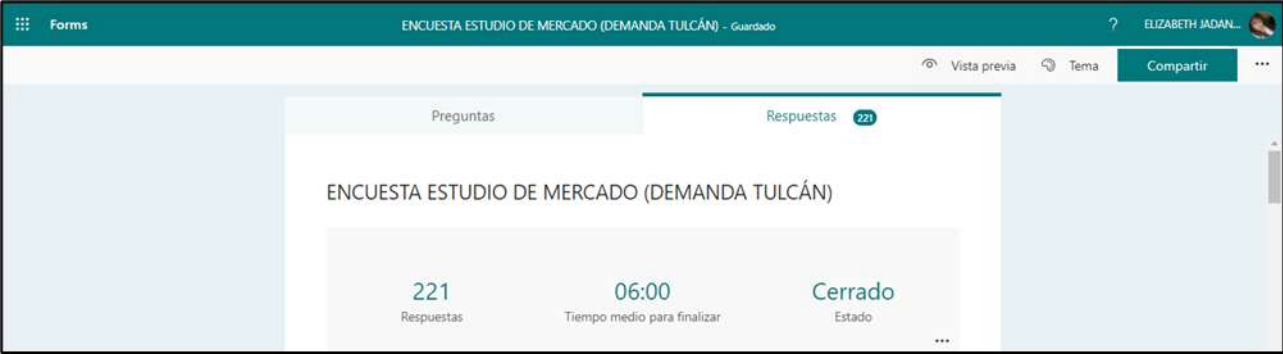 Forms
ENCUESTA ESTUDIO DE MERCADO (DEMANDA TULCÁN) - Guardado
? ELIZABETH JADAN...
Vista previa
Tema
Compartir
...
Preguntas
Respuestas 221
ENCUESTA ESTUDIO DE MERCADO (DEMANDA TULCÁN)
221
Respuestas
06:00
Tiempo medio para finalizar
Cerrado
Estado
...